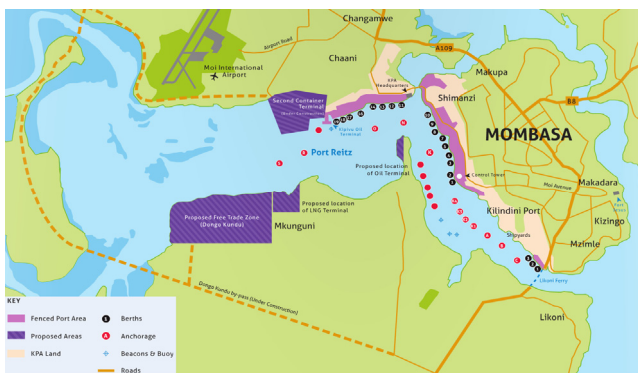 Changamwe
Airport Road
A109
Moi International
Airport
Chaani
KPA
Headquarters
Makupa
Shimanzi
B8
Second Container
Terminal
Kipevu Oil
Terminal
MOMBASA
Port Reitz
Proposed location
of Oil Terminal
Control Tower
Moi Avenue
Makadara
Proposed location
of LNG Terminal
Proposed Free Trade Zone
(Dongo Kundu)
Mkunguni
Kilindini Port
Kizingo
Shipyards
Mzimle
Likoni Ferry
Dongo Kundu by pass (Under Construction)
Likoni
KEY
Fenced Port Area
Berths
Proposed Areas
Anchorage
KPA Land
Beacons & Buoy
Roads